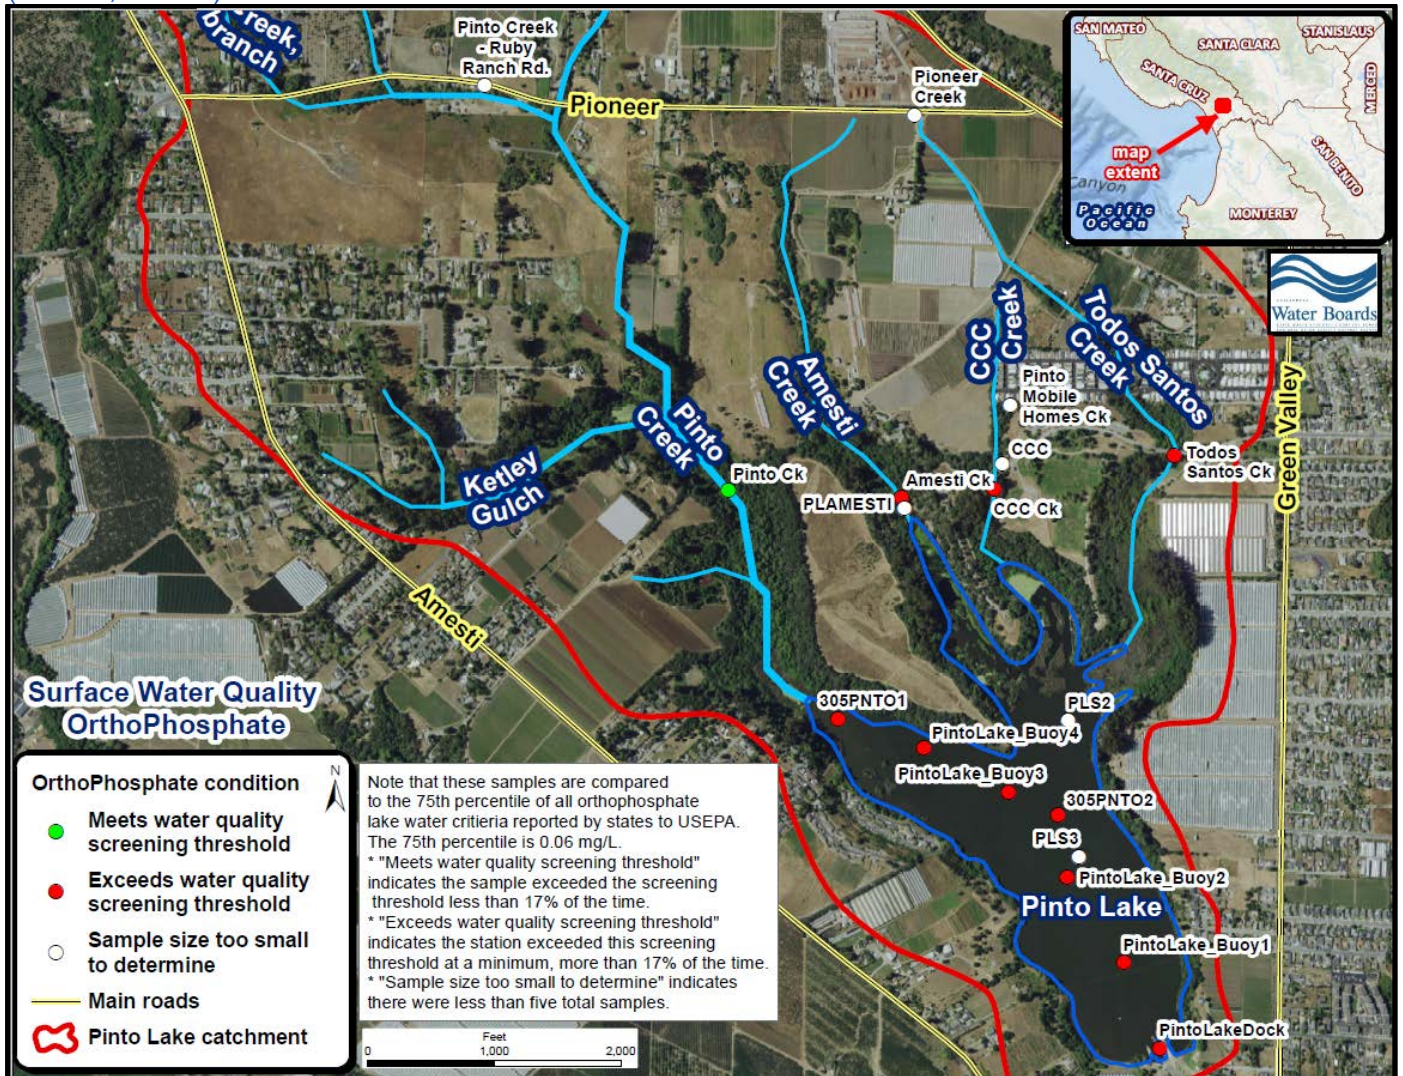 Creek,
branch
Pinto Creek
- Ruby
Ranch Rd.
Pioneer
Pioneer
Creek
SAN MATEO
SANTA CLARA
STANISLAUS
SANTA CRUZ
MERCED
map
extent
SAN BENITO
Canyon
Pacific
Ocean
MONTEREY
Water Boards
CCC
Creek
Todos Santos
Creek
Amesti
Creek
Pinto
Mobile
Homes Ck
Green Valley
Pinto
Creek
CCC
Todos
Santos Ck
Ketley
Gulch
Pinto Ck
Amesti Ck
PLAMESTI
CCC Ck
Amesti
Surface Water Quality
OrthoPhosphate
305PNTO1
PLS2
PintoLake_Buoy4
PintoLake_Buoy3
305PNTO2
PLS3
PintoLake_Buoy2
Pinto Lake
PintoLake_Buoy1
PintoLakeDock
OrthoPhosphate condition
N
Meets water quality
screening threshold
Exceeds water quality
screening threshold
Sample size too small
to determine
Main roads
Pinto Lake catchment
Note that these samples are compared
to the 75th percentile of all orthophosphate
lake water critieria reported by states to USEPA.
The 75th percentile is 0.06 mg/L.
* "Meets water quality screening threshold"
indicates the sample exceeded the screening
threshold less than 17% of the time.
* "Exceeds water quality screening threshold"
indicates the station exceeded this screening
threshold at a minimum, more than 17% of the time.
* "Sample size too small to determine" indicates
there were less than five total samples.
Feet
0 1,000 2,000